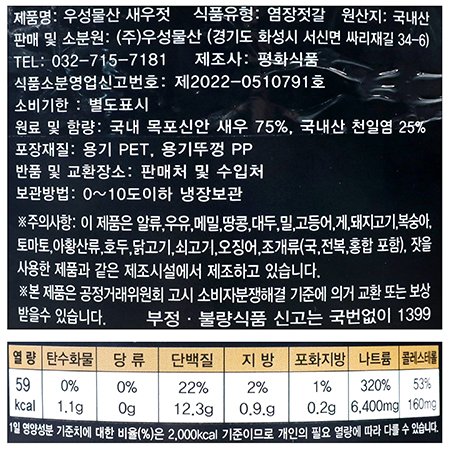 제품명: 우성물산 새우젓 식품유형: 염장젓갈 원산지: 국내산
판매 및 소분원: (주)우성물산 (경기도 화성시 서신면 싸리재길 34-6)
TEL: 032-715-7181 제조사: 평화식품
식품소분영업신고번호: 제2022-0510791호
소비기한 : 별도표시
원료 및 함량: 국내 목포신안 새우 75%, 국내산 천일염 25%
포장재질: 용기 PET, 용기뚜껑 PP
반품 및 교환장소: 판매처 및 수입처
보관방법: 0～10도이하 냉장보관
※주의사항: 이 제품은 알류,우유,메밀,땅콩,대두,밀,고등어,게,돼지고기,복숭아,
토마토,아황산류,호두,닭고기,쇠고기,오징어,조개류(국,전복,홍합 포함), 잣을
사용한 제품과 같은 제조시설에서 제조하고 있습니다.
※본 제품은 공정거래위원회 고시 소비자분쟁해결 기준에 의거 교환 또는 보상
받을수 있습니다. 부정·불량식품 신고는 국번없이 1399
열 량 탄수화물 당 류 단백질 지 방 포화지방 나트륨 콜레스테롤
59 0% 0% 22% 2% 1% 320% 53%
kcal 1.1g 0g 12.3g 0.9.g 0.2g 6,400mg 160mg
1일 영양성분 기준치에 대한 비율(%)은 2,000kcal 기준이므로 개인의 필요 열량에 따라 다를 수 있습니다.